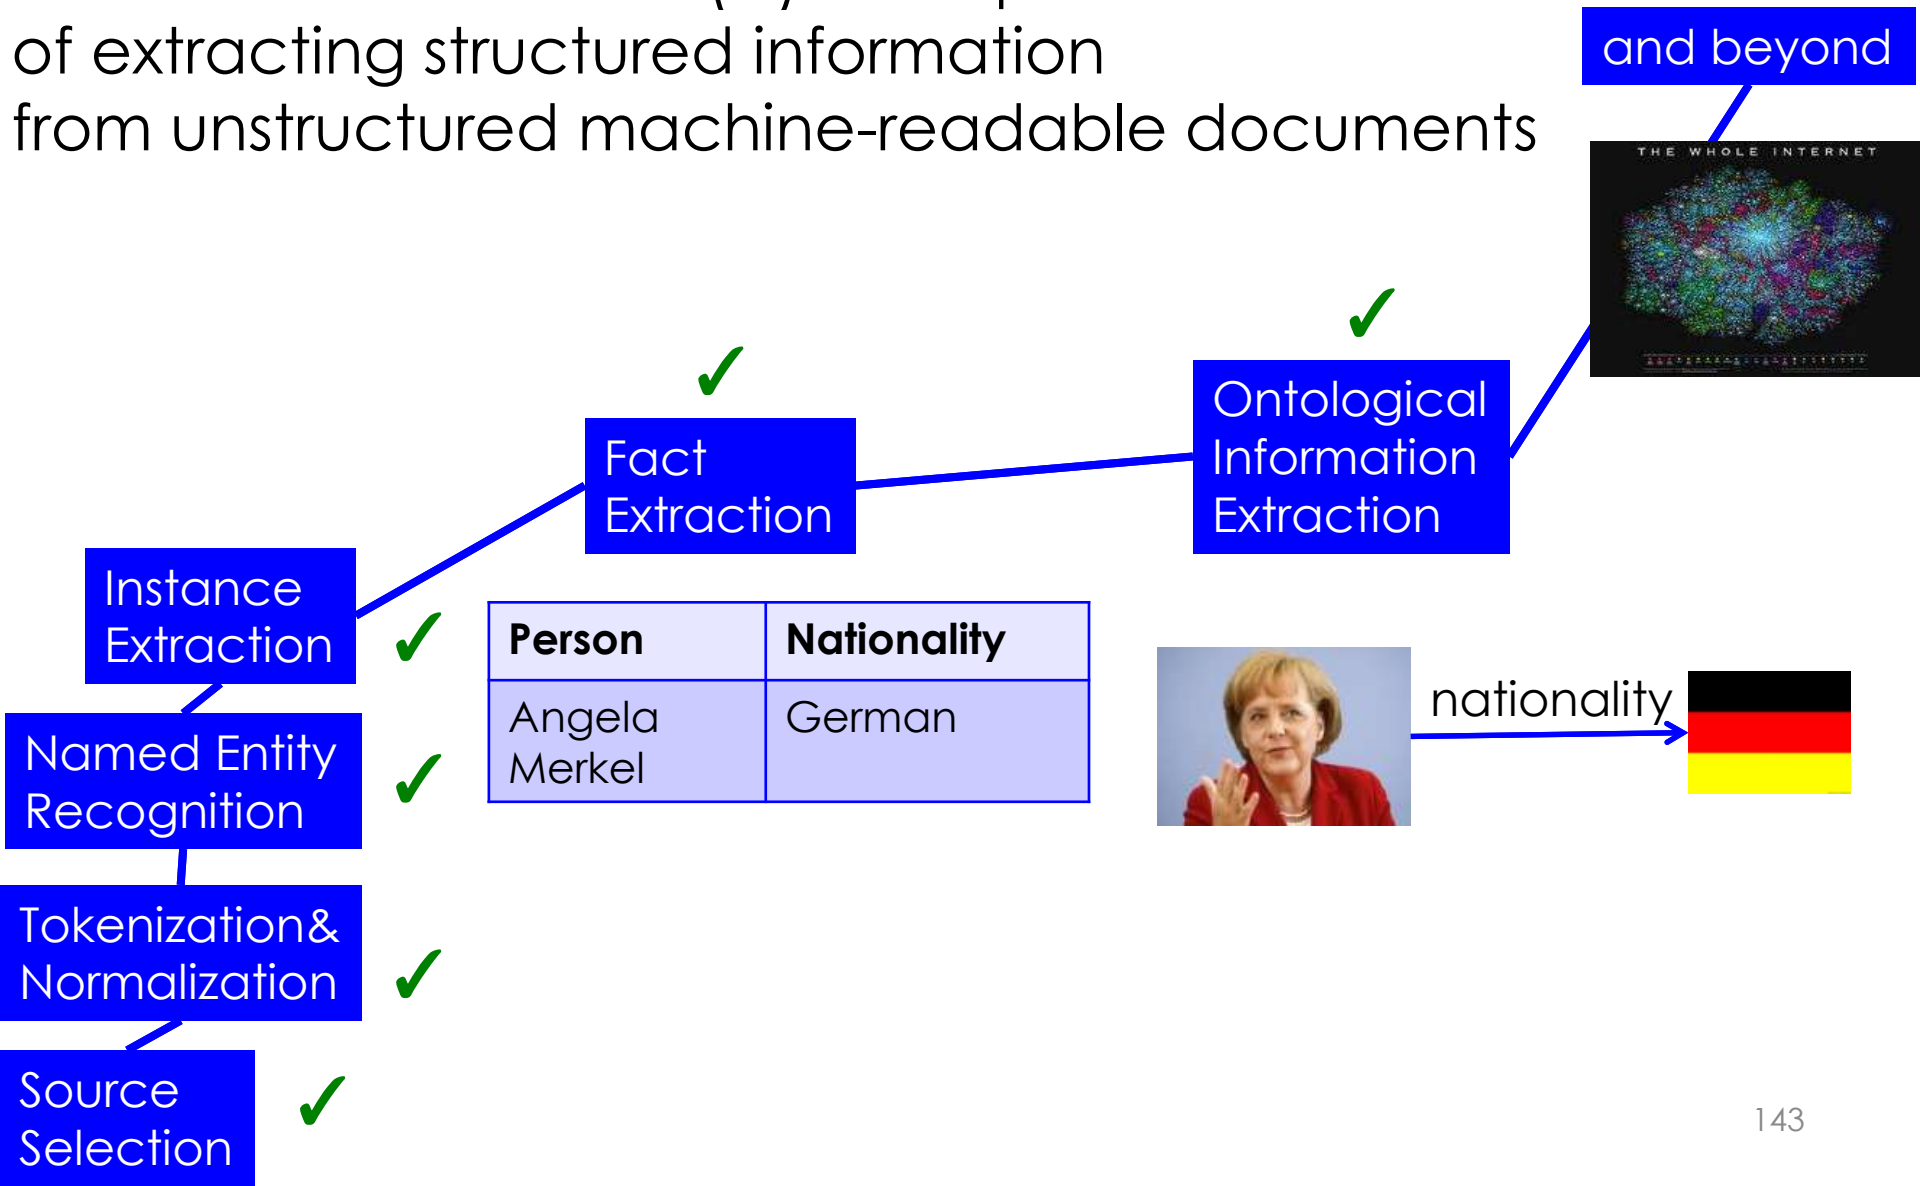 of extracting structured information
from unstructured machine-readable documents
and beyond
THE WHOLE INTERNET
Ontological
Information
Extraction
Fact
Extraction
Instance
Extraction
Person Nationality
Angela German
Merkel
nationality
Named Entity
Recognition
Tokenization&
Normalization
Source
Selection
143